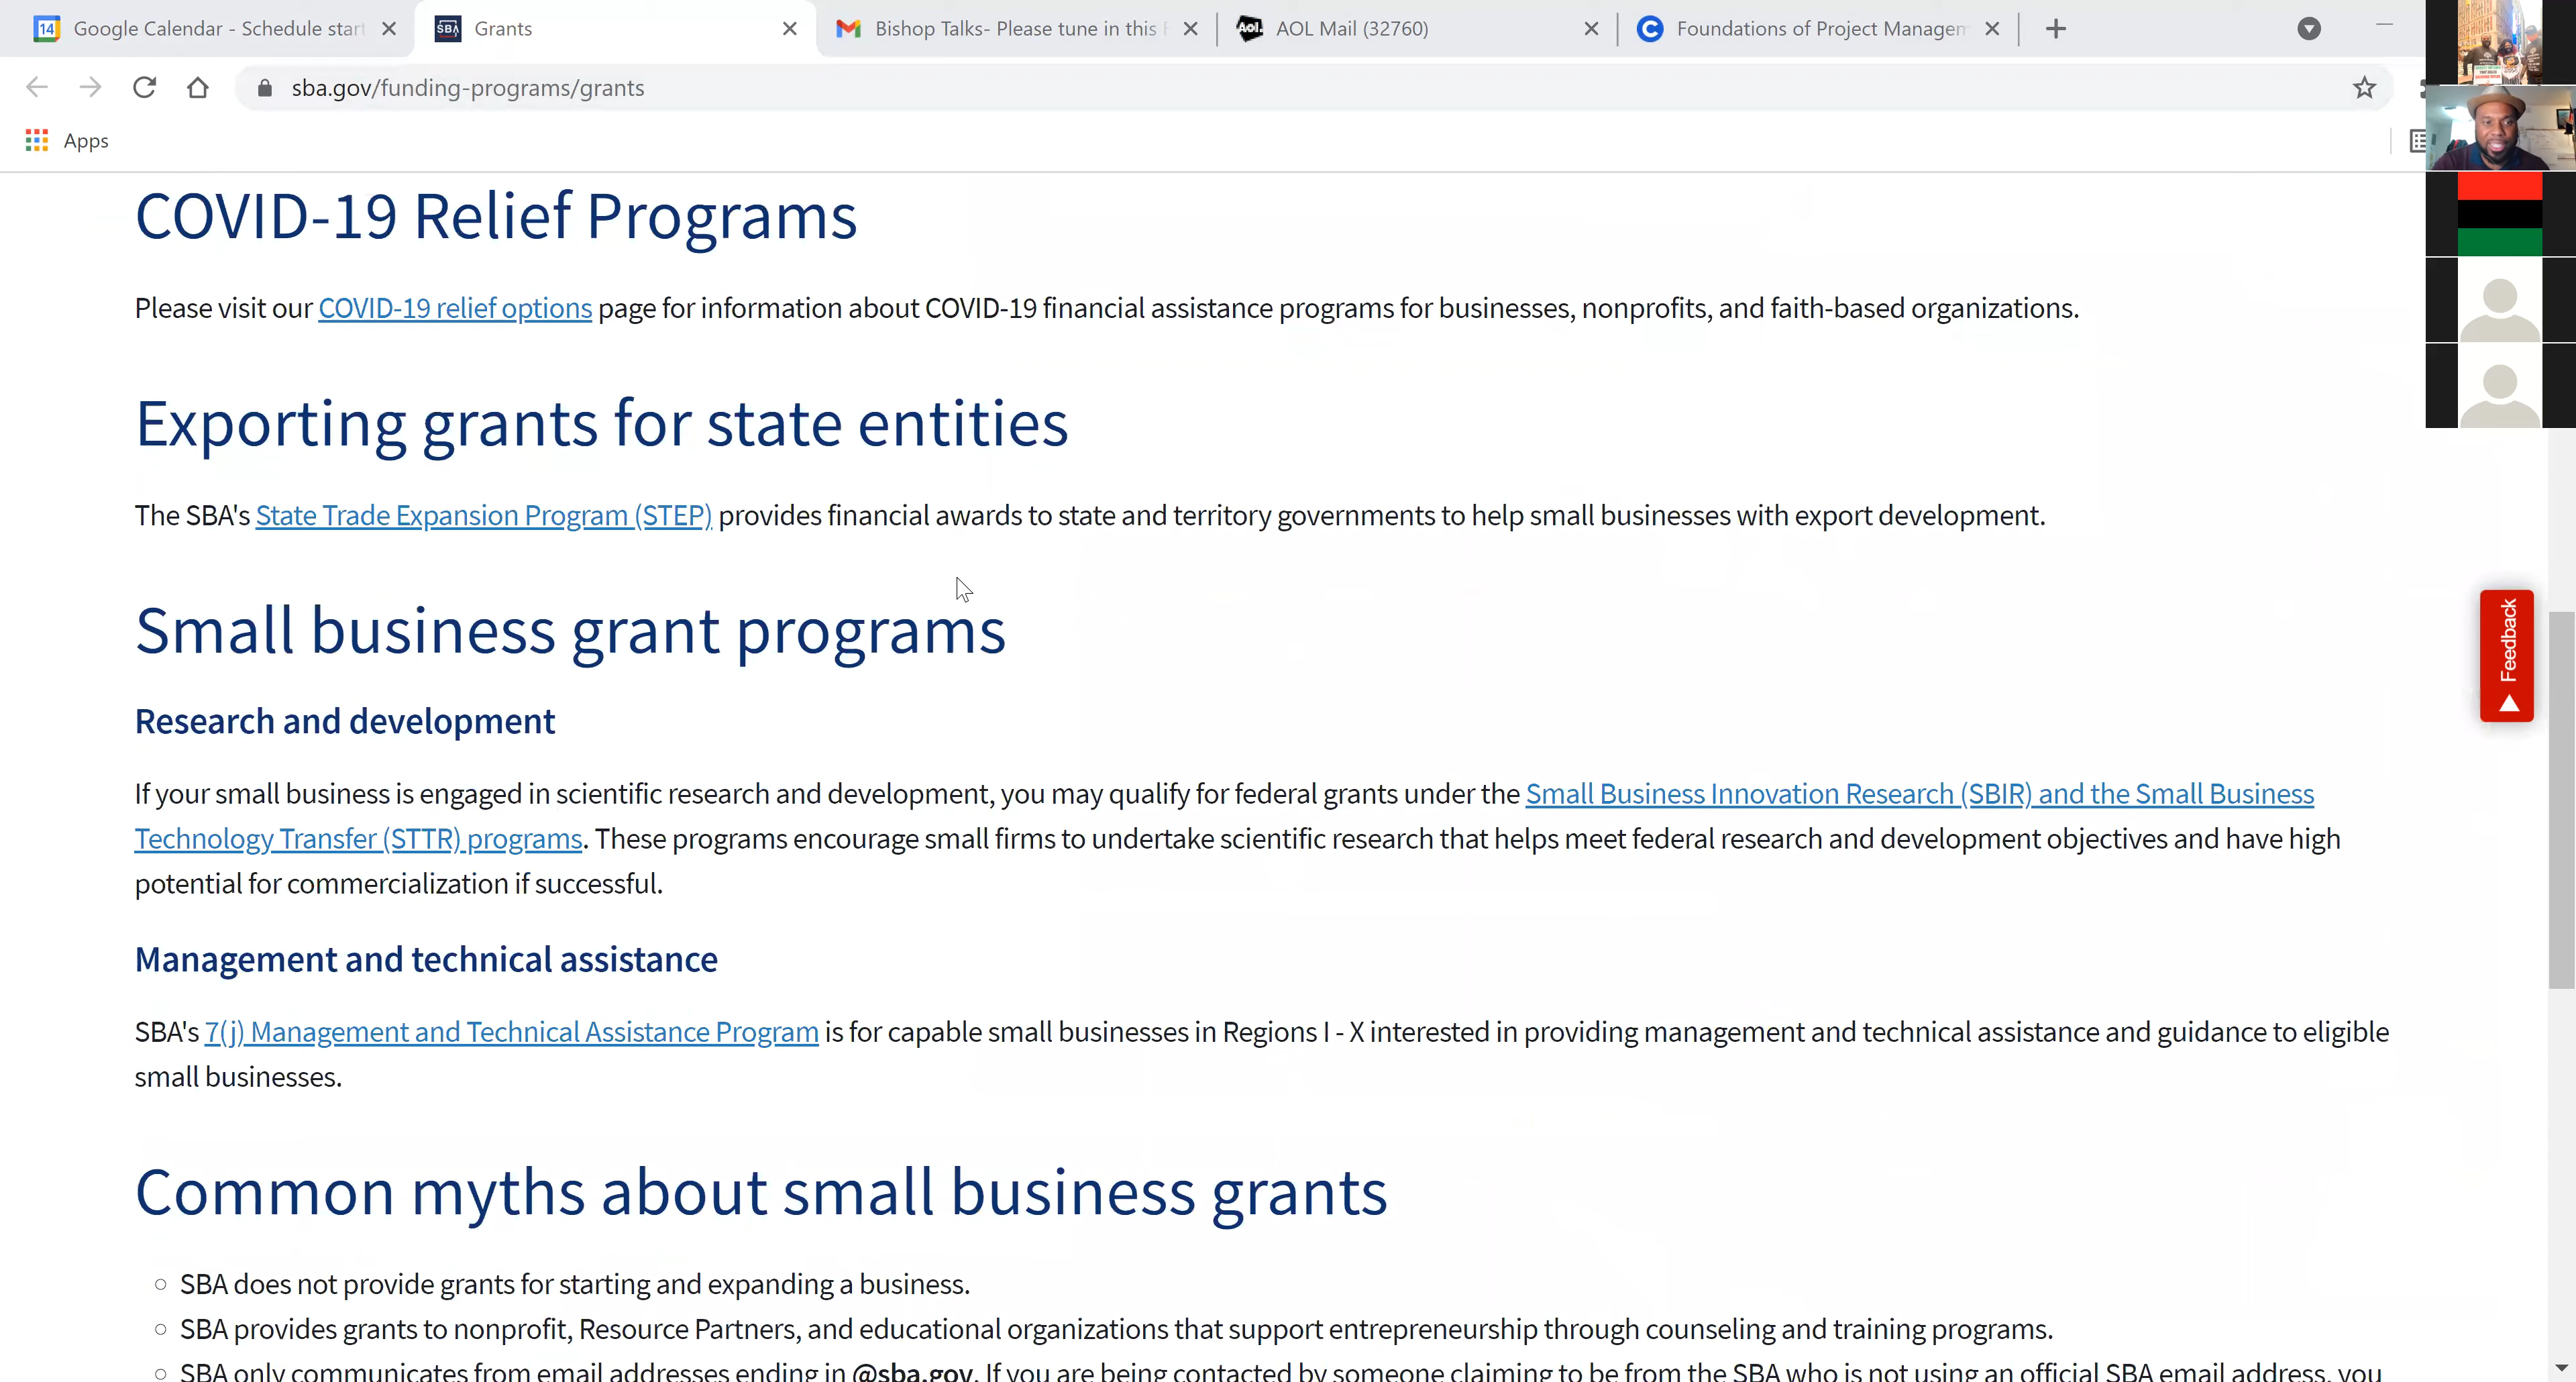 14 Google Calendar - Schedule start
SBA Grants
Bishop Talks- Please tune in this F
Aol. AOL Mail (32760)
C Foundations of Project Managem
sba.gov/funding-programs/grants
Apps
COVID-19 Relief Programs
Please visit our COVID-19 relief options page for information about COVID-19 financial assistance programs for businesses, nonprofits, and faith-based organizations.
Exporting grants for state entities
The SBA's State Trade Expansion Program (STEP) provides financial awards to state and territory governments to help small businesses with export development.
Small business grant programs
Feedback
Research and development
If your small business is engaged in scientific research and development, you may qualify for federal grants under the Small Business Innovation Research (SBIR) and the Small Business
Technology Transfer (STTR) programs. These programs encourage small firms to undertake scientific research that helps meet federal research and development objectives and have high
potential for commercialization if successful.
Management and technical assistance
SBA's 7(j) Management and Technical Assistance Program is for capable small businesses in Regions I - X interested in providing management and technical assistance and guidance to eligible
small businesses.
Common myths about small business grants
SBA does not provide grants for starting and expanding a business.
SBA provides grants to nonprofit, Resource Partners, and educational organizations that support entrepreneurship through counseling and training programs.
SBA only communicates from email addresses ending in @sba.gov. If you are being contacted by someone claiming to be from the SBA who is not using an official SBA email address, you